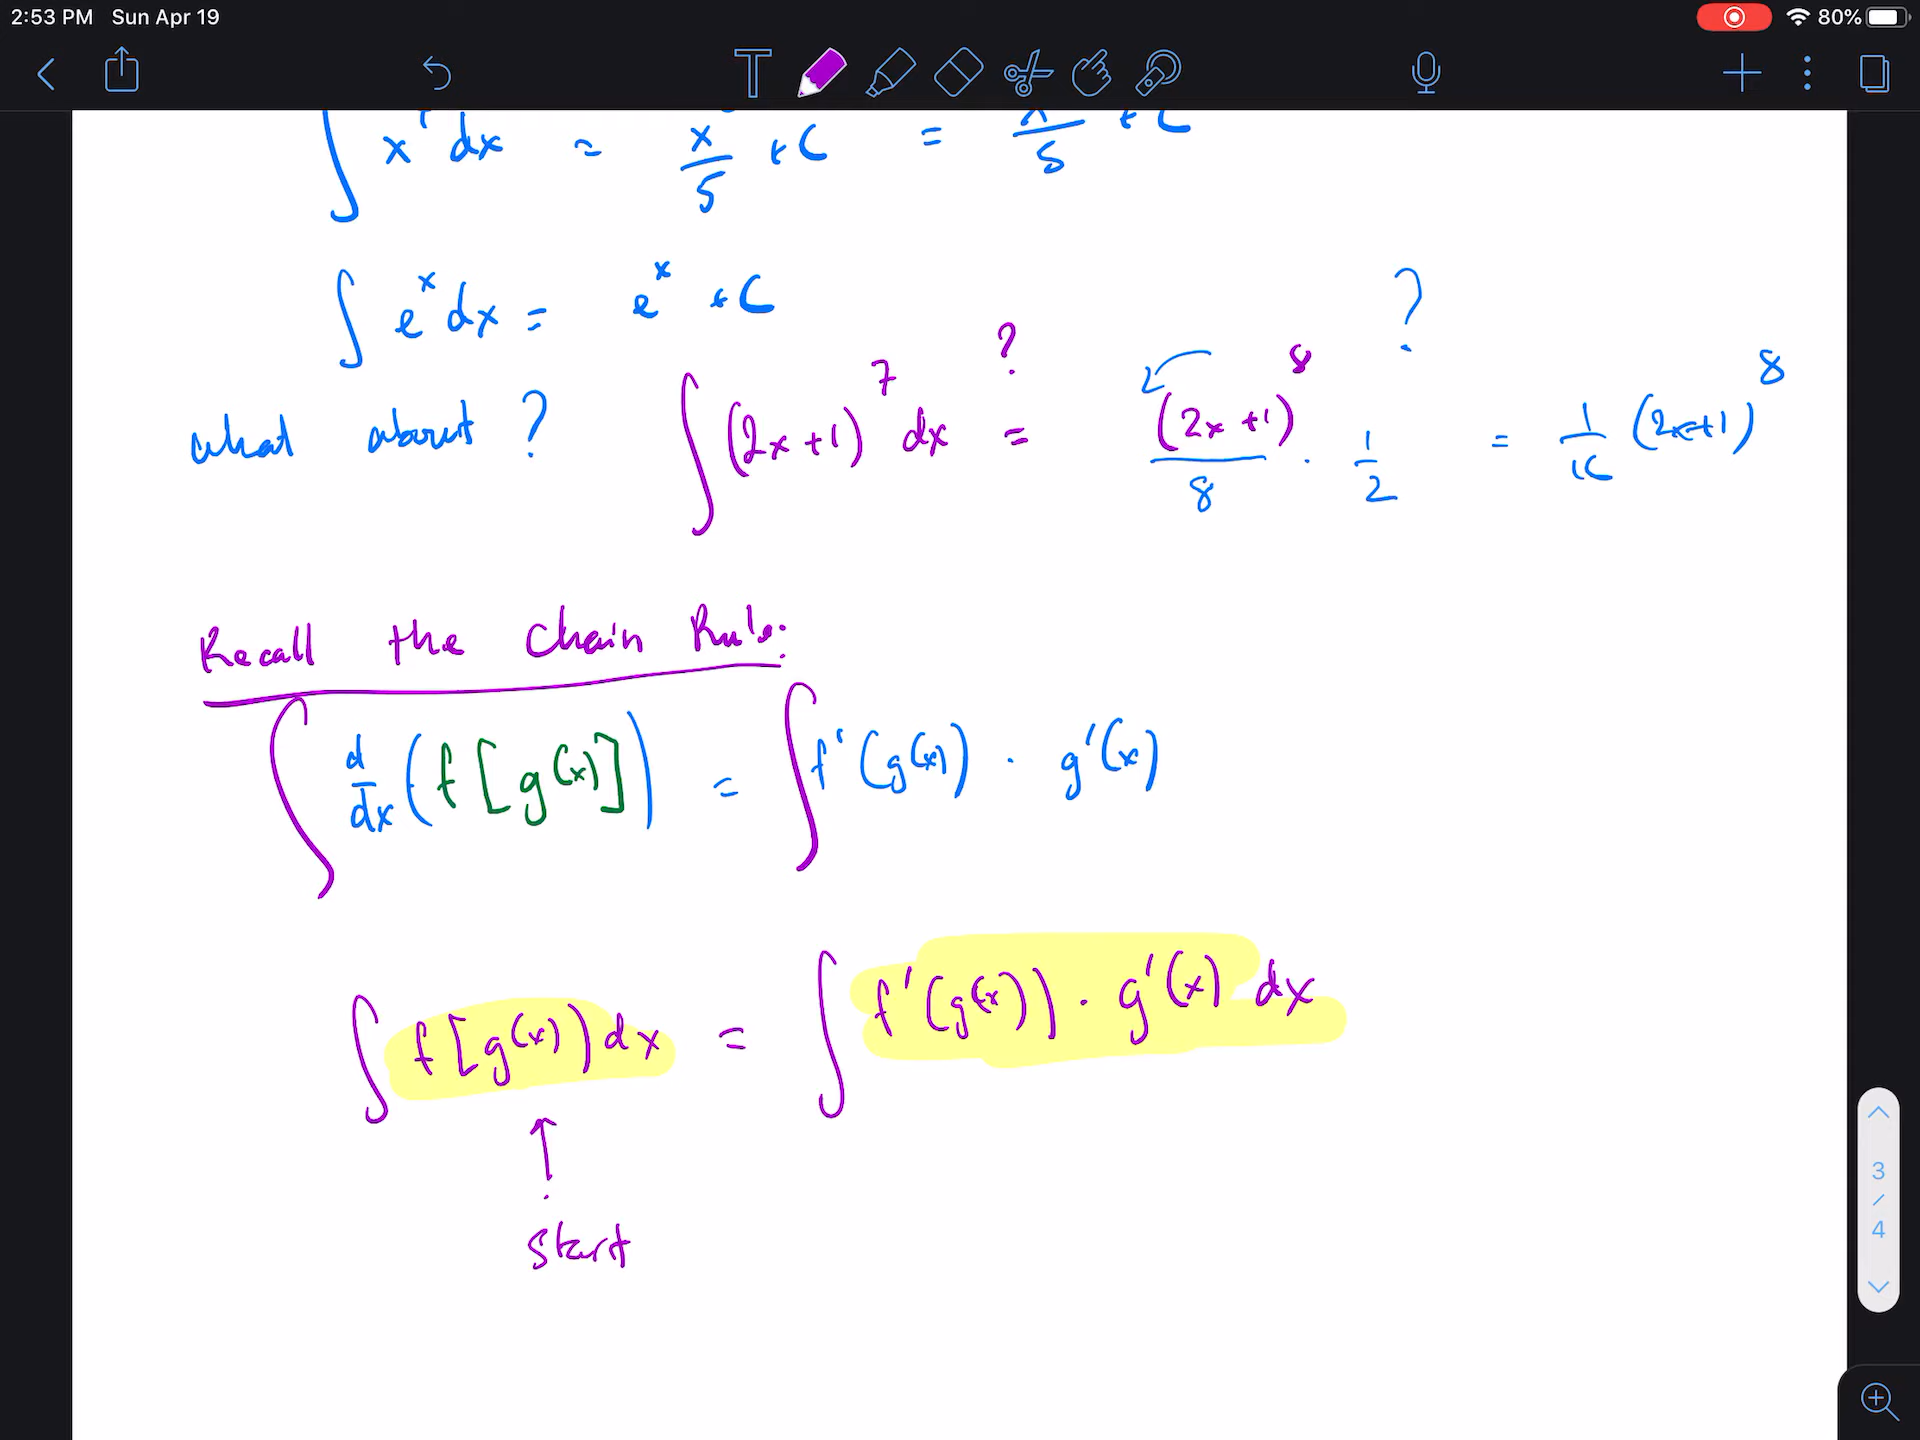 2:53 PM Sun Apr 19 80%
∫ x dx = x/5 + C = /5 + C
∫ e^x dx = e^x + C
what about ? ∫ (2x+1)^7 dx =? (2x+1)^8/8 · 1/2 =? 1/16 (2x+1)^8
2
Recall the Chain Rule:
∫ d/dx (f[g(x)]) = ∫ f'(g(x)) · g'(x)
∫ f[g(x)) dx = ∫ f'(g(x)) · g'(x) dx
↑
start
3 / 4